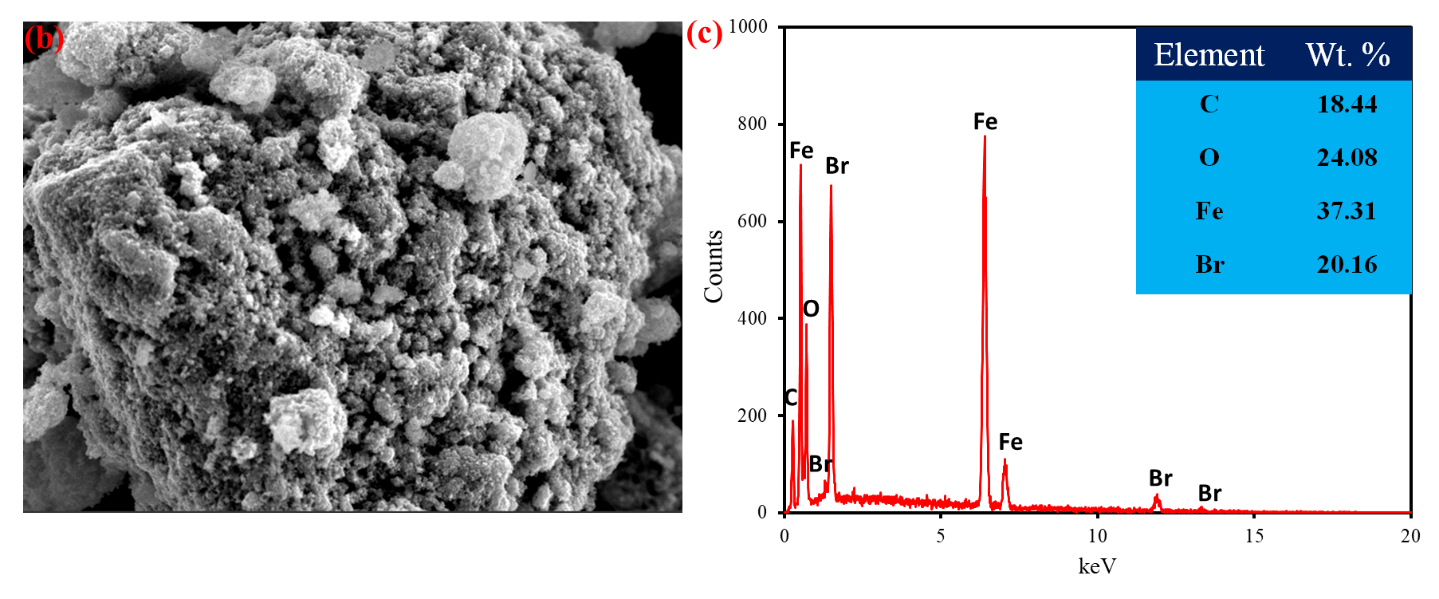 (b)
(c)
Element Wt. %
C 18.44
O 24.08
Fe 37.31
Br 20.16
1000
800
600
400
200
0
Counts
Fe
Br
Fe
O
C
Br
Fe
Br
Br
0 5 10 15 20
keV